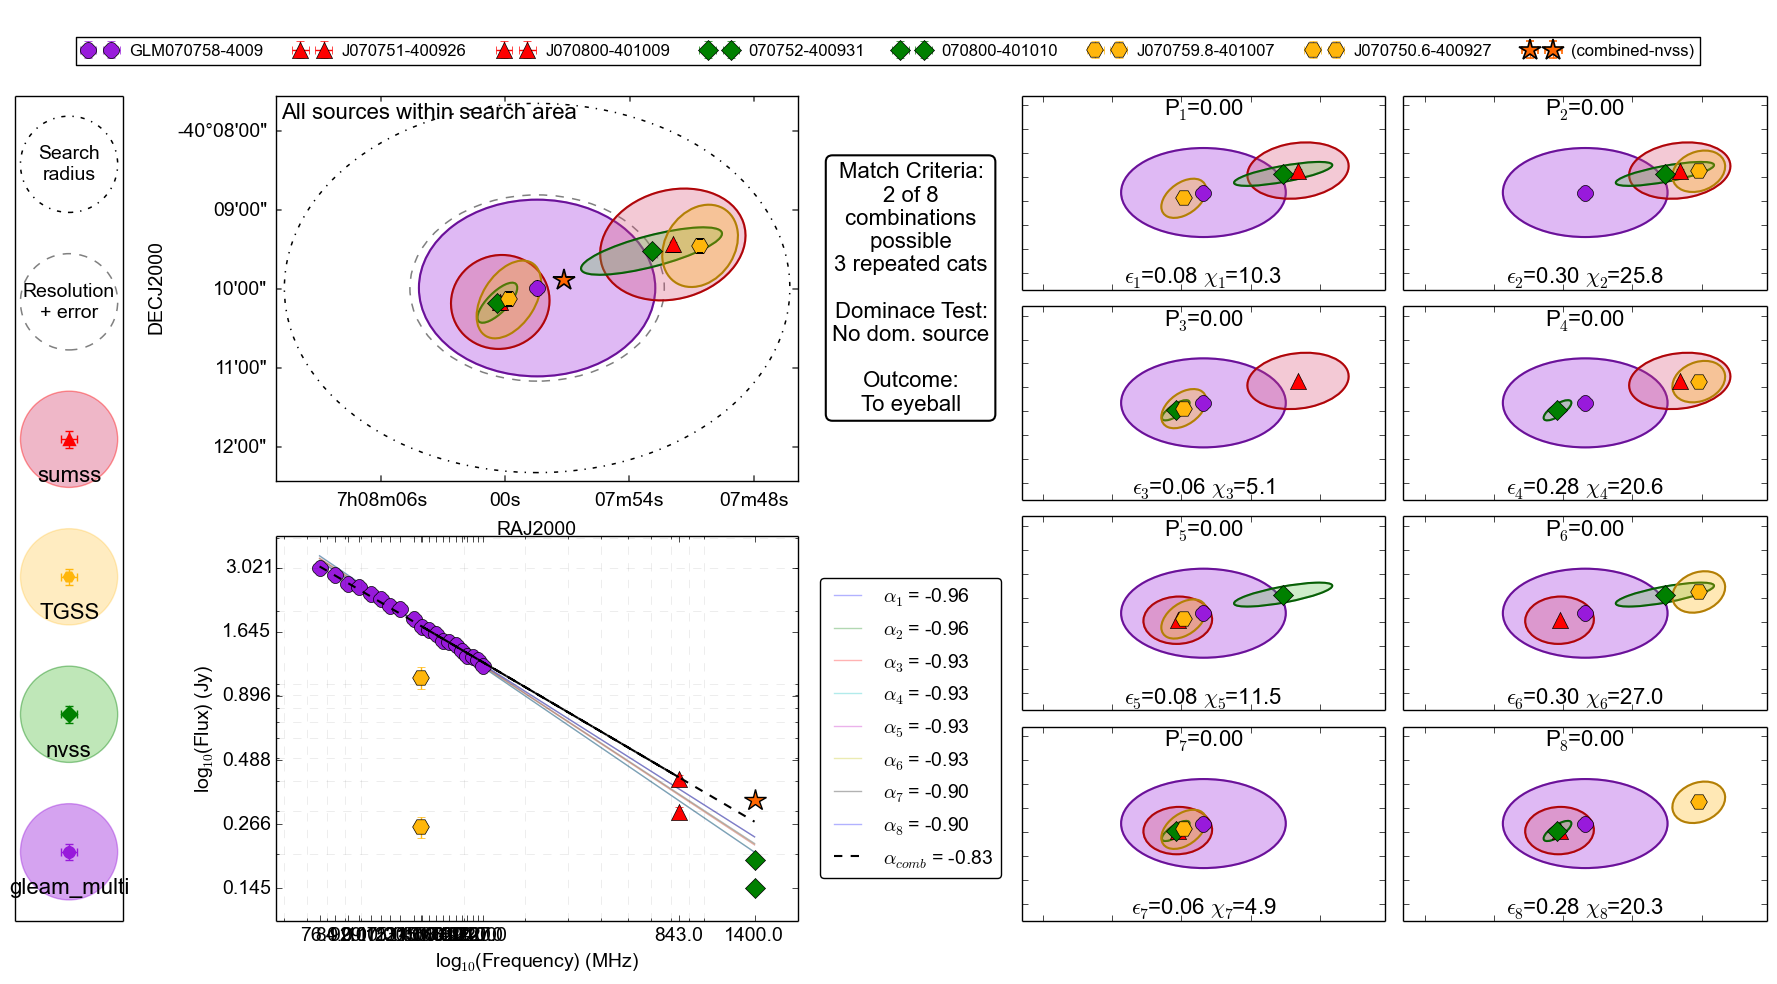 GLM070758-4009 J070751-400926 J070800-401009 070752-400931 070800-401010 J070759.8-401007 J070750.6-400927 (combined-nvss)
Search
radius
Resolution
+ error
sumss
TGSS
nvss
gleam_multi
All sources within search area
DECJ2000
-40°08'00"
09'00"
10'00"
11'00"
12'00"
7h08m06s 00s 07m54s 07m48s
RAJ2000
Match Criteria:
2 of 8
combinations
possible
3 repeated cats
Dominace Test:
No dom. source
Outcome:
To eyeball
log₁₀(Flux) (Jy)
3.021
1.645
0.896
0.488
0.266
0.145
843.0 1400.0
log₁₀(Frequency) (MHz)
α₁ = -0.96
α₂ = -0.96
α₃ = -0.93
α₄ = -0.93
α₅ = -0.93
α₆ = -0.93
α₇ = -0.90
α₈ = -0.90
α_comb = -0.83
P₁=0.00
ϵ₁=0.08 χ₁=10.3
P₂=0.00
ϵ₂=0.30 χ₂=25.8
P₃=0.00
ϵ₃=0.06 χ₃=5.1
P₄=0.00
ϵ₄=0.28 χ₄=20.6
P₅=0.00
ϵ₅=0.08 χ₅=11.5
P₆=0.00
ϵ₆=0.30 χ₆=27.0
P₇=0.00
ϵ₇=0.06 χ₇=4.9
P₈=0.00
ϵ₈=0.28 χ₈=20.3